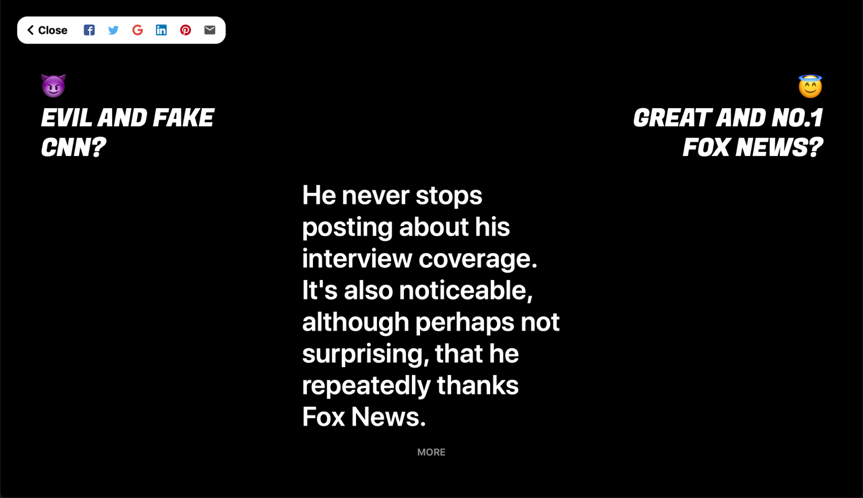 Close
EVIL AND FAKE
CNN?
GREAT AND NO.1
FOX NEWS?
He never stops
posting about his
interview coverage.
It's also noticeable,
although perhaps not
surprising, that he
repeatedly thanks
Fox News.
MORE